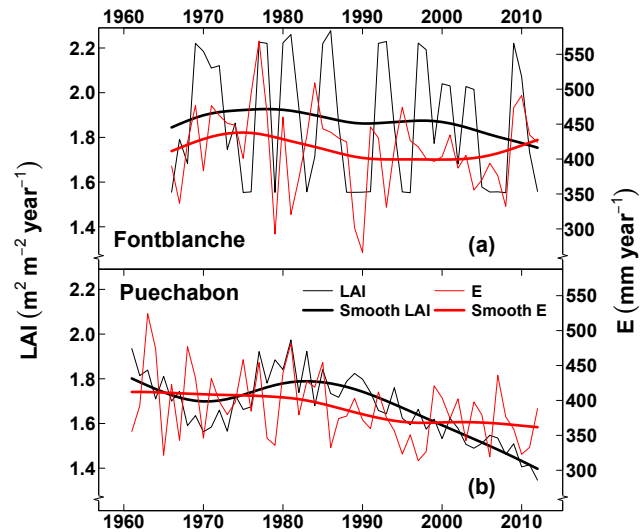 1960 1970 1980 1990 2000 2010
2.2
2.0
1.8
1.6
1.4
550
500
450
400
350
300
Fontblanche
(a)
LAI (m² m⁻² year⁻¹)
E (mm year⁻¹)
Puechabon
LAI E
Smooth LAI Smooth E
2.2
2.0
1.8
1.6
1.4
550
500
450
400
350
300
(b)
1960 1970 1980 1990 2000 2010